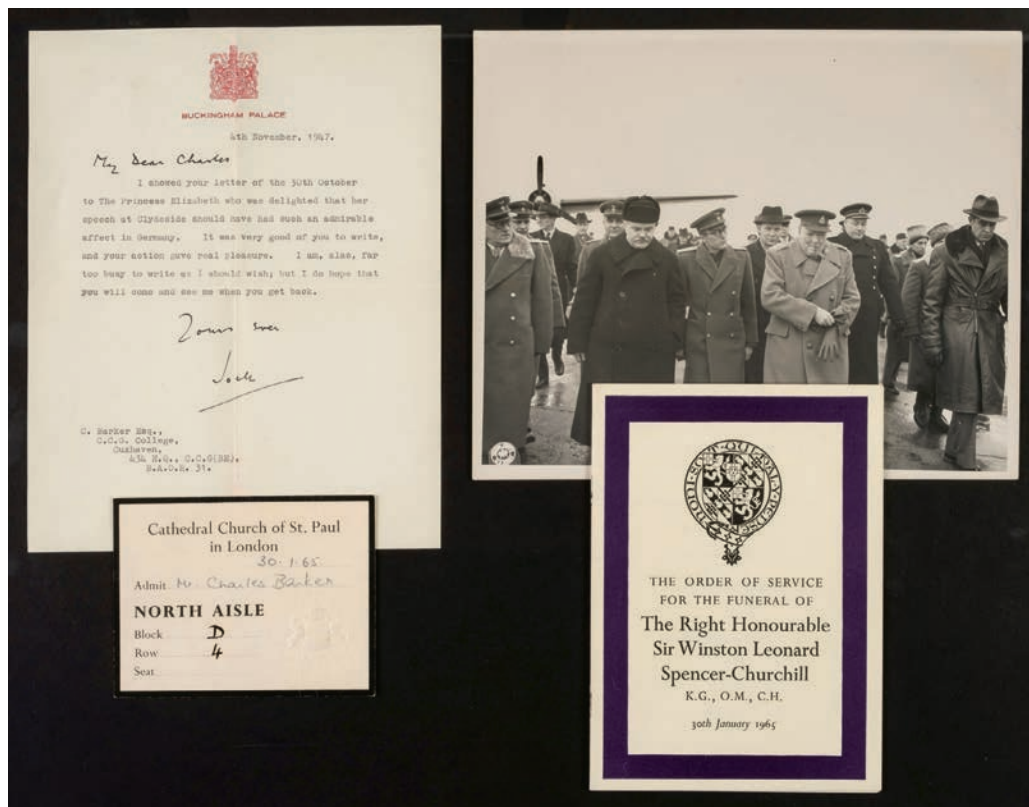 BUCKINGHAM PALACE
4th November. 1947.
My Dear Charles
I showed your letter of the 30th October
to The Princess Elizabeth who was delighted that her
speech at Clydeside should have had such an admirable
affect in Germany. It was very good of you to write,
and your action gave real pleasure. I am, alas, far
too busy to write as I should wish; but I do hope that
you will come and see me when you get back.
Yours ever
Jock
C. Barker Esq.,
C.C.G. College,
Cuxhaven,
434 H.Q., C.C.G(BE).
B.A.O.R. 31.
Cathedral Church of St. Paul
in London
30-1-65
Admit Mr. Charles Barker
NORTH AISLE
Block D
Row 4
Seat
HONI SOIT QUI MAL Y PENSE
THE ORDER OF SERVICE
FOR THE FUNERAL OF
The Right Honourable
Sir Winston Leonard
Spencer-Churchill
K.G., O.M., C.H.
30th January 1965